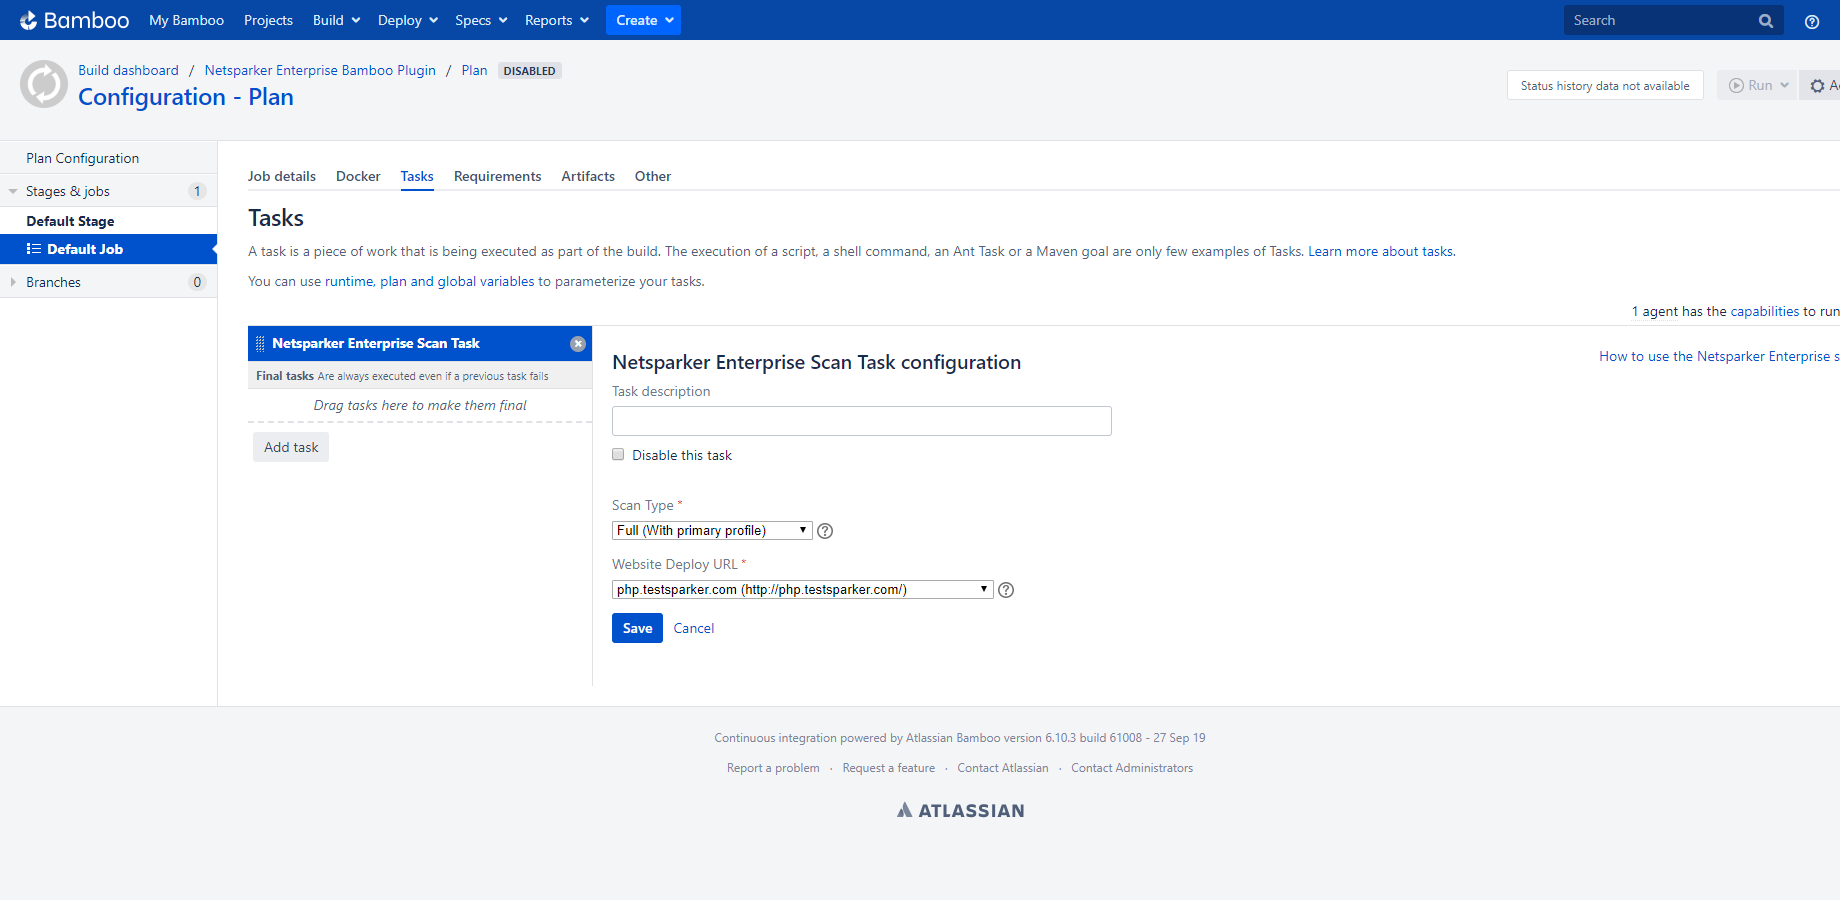 Bamboo My Bamboo Projects Build Deploy Specs Reports Create Search
Build dashboard / Netsparker Enterprise Bamboo Plugin / Plan DISABLED
Configuration - Plan
Status history data not available Run
Plan Configuration
Stages & jobs 1
Default Stage
Default Job
Branches 0
Job details Docker Tasks Requirements Artifacts Other
Tasks
A task is a piece of work that is being executed as part of the build. The execution of a script, a shell command, an Ant Task or a Maven goal are only few examples of Tasks. Learn more about tasks.
You can use runtime, plan and global variables to parameterize your tasks.
1 agent has the capabilities to run
Netsparker Enterprise Scan Task
Final tasks Are always executed even if a previous task fails
Drag tasks here to make them final
Add task
How to use the Netsparker Enterprise s
Netsparker Enterprise Scan Task configuration
Task description
Disable this task
Scan Type *
Full (With primary profile)
Website Deploy URL *
php.testsparker.com (http://php.testsparker.com/)
Save Cancel
Continuous integration powered by Atlassian Bamboo version 6.10.3 build 61008 - 27 Sep 19
Report a problem · Request a feature · Contact Atlassian · Contact Administrators
ATLASSIAN